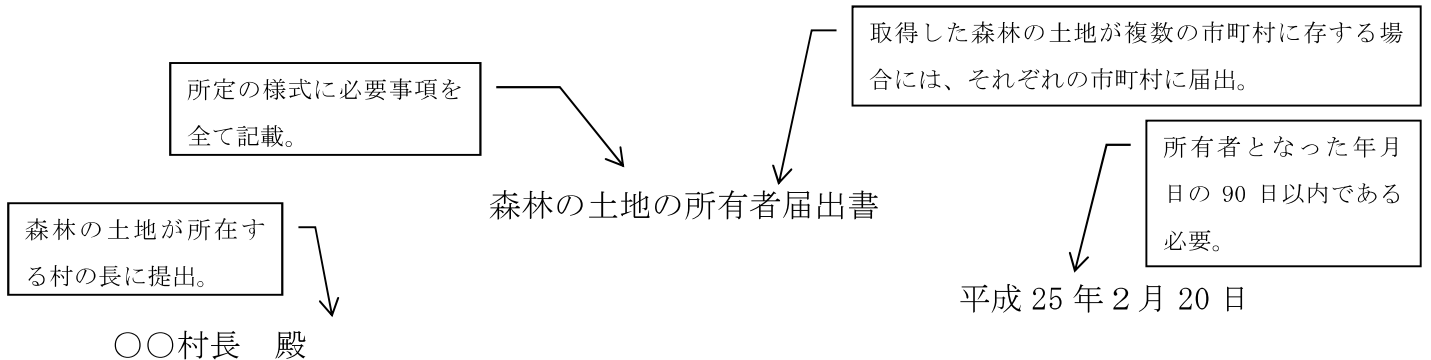 取得した森林の土地が複数の市町村に存する場
合には、それぞれの市町村に届出。
所定の様式に必要事項を
全て記載。
所有者となった年月
日の 90 日以内である
必要。
森林の土地の所有者届出書
森林の土地が所在す
る村の長に提出。
平成 25 年２月 20 日
〇〇村長　殿